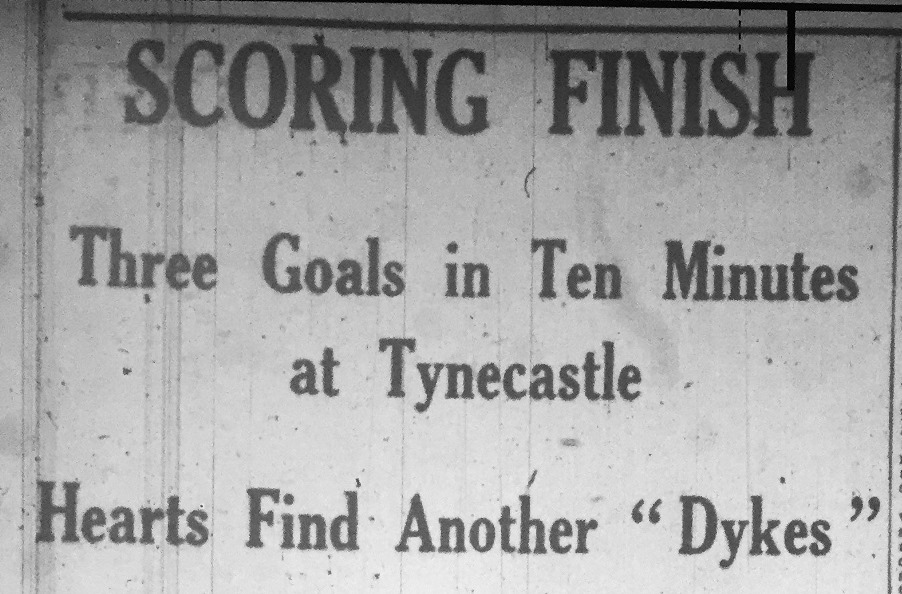 SCORING FINISH
Three Goals in Ten Minutes
at Tynecastle
Hearts Find Another “Dykes”